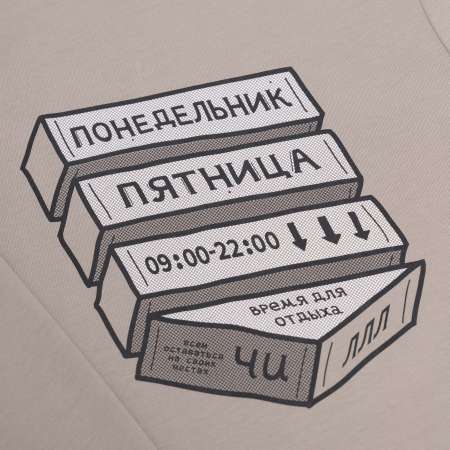 ПОНЕДЕЛЬНИК
ПЯТНИЦА
09:00-22:00
время для
отдыха
всем
оставаться
на своих
местах
ЧИ
ЛЛЛ